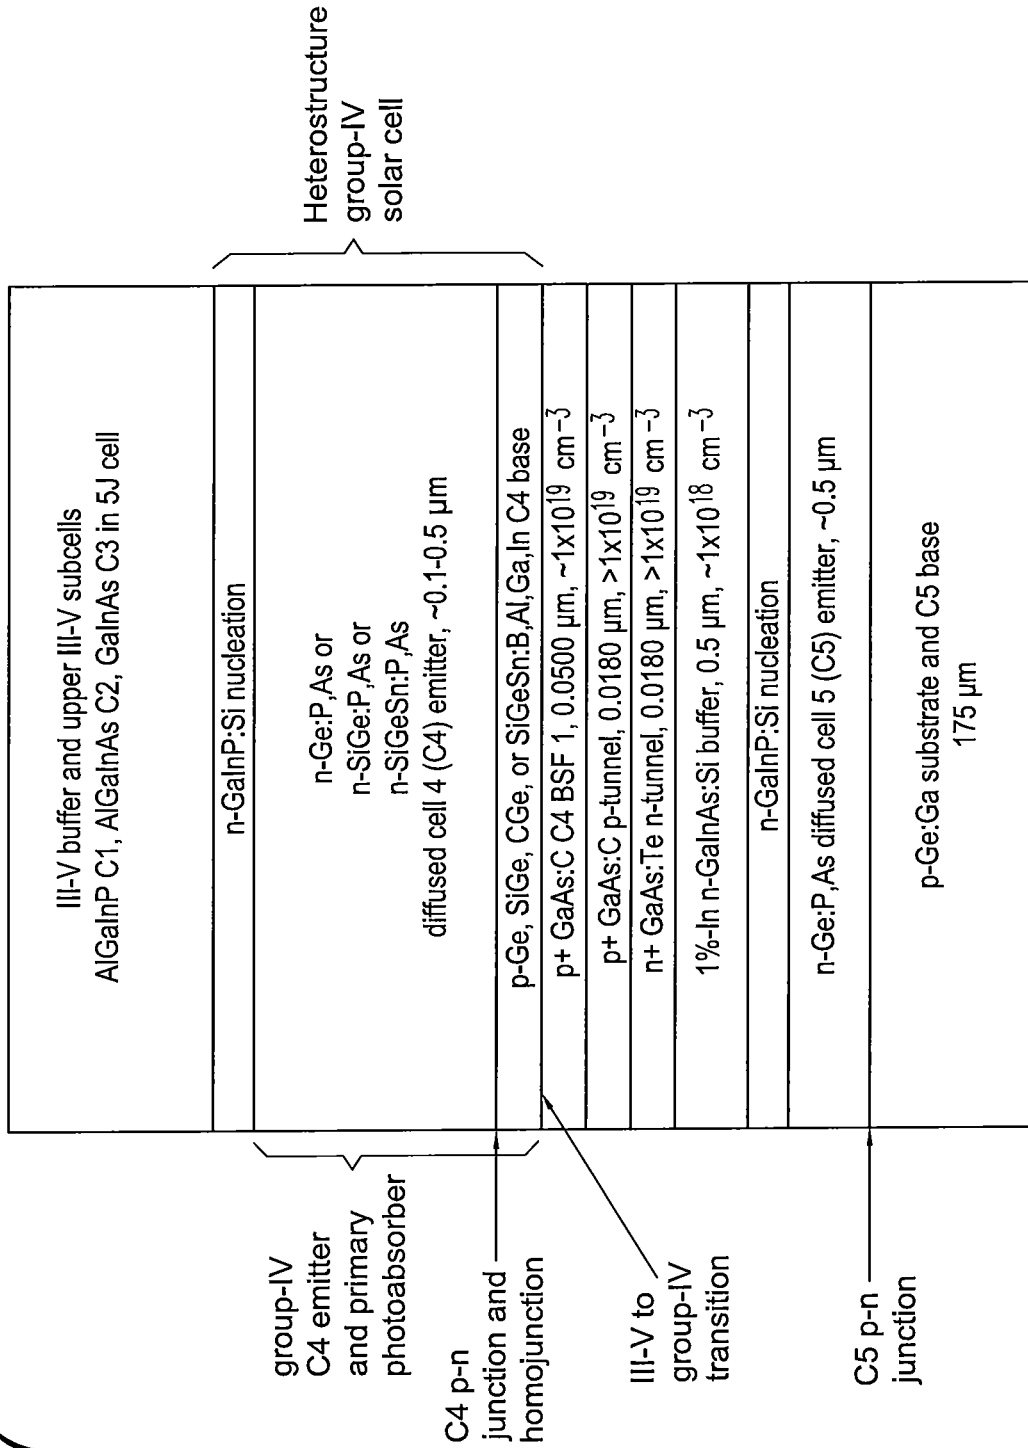 III-V buffer and upper III-V subcells
AlGaInP C1, AlGaInAs C2, GaInAs C3 in 5J cell
n-GaInP:Si nucleation
n-Ge:P,As or
n-SiGe:P,As or
n-SiGeSn:P,As
diffused cell 4 (C4) emitter, ~0.1-0.5 µm
p-Ge, SiGe, CGe, or SiGeSn:B,Al,Ga,In C4 base
p+ GaAs:C C4 BSF 1, 0.0500 µm, ~1x10^19 cm^-3
p+ GaAs:C p-tunnel, 0.0180 µm, >1x10^19 cm^-3
n+ GaAs:Te n-tunnel, 0.0180 µm, >1x10^19 cm^-3
1%-In n-GaInAs:Si buffer, 0.5 µm, ~1x10^18 cm^-3
n-GaInP:Si nucleation
n-Ge:P,As diffused cell 5 (C5) emitter, ~0.5 µm
p-Ge:Ga substrate and C5 base
175 µm
Heterostructure
group-IV
solar cell
group-IV
C4 emitter
and primary
photoabsorber
C4 p-n
junction and
homojunction
III-V to
group-IV
transition
C5 p-n
junction